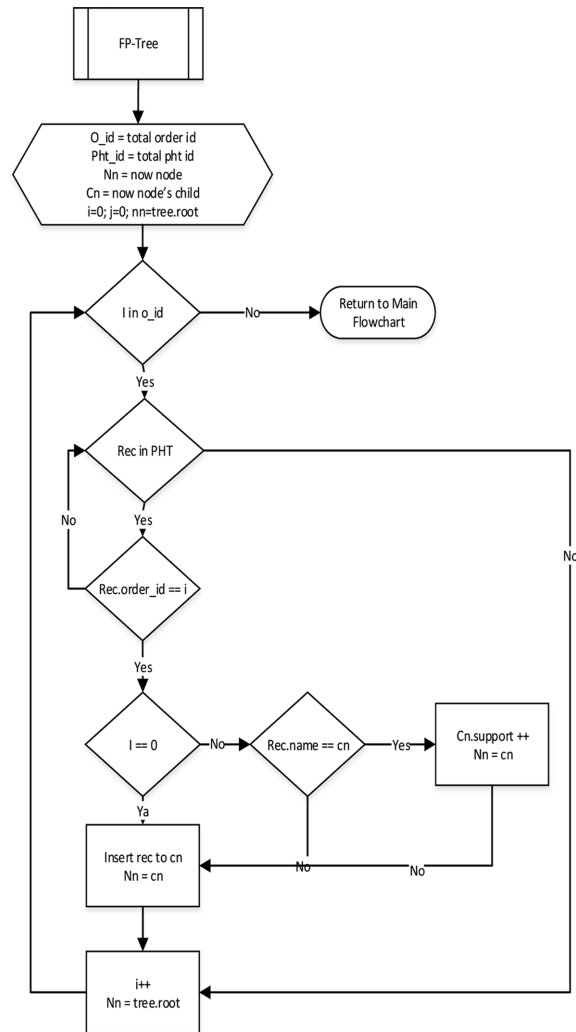 FP-Tree
O_id = total order id
Pht_id = total pht id
Nn = now node
Cn = now node's child
i=0; j=0; nn=tree.root
I in o_id
No
Return to Main
Flowchart
Yes
Rec in PHT
No
Yes
No
Rec.order_id == i
Yes
I == 0
No
Rec.name == cn
Yes
Cn.support ++
Nn = cn
Ya
Insert rec to cn
Nn = cn
No
No
i++
Nn = tree.root